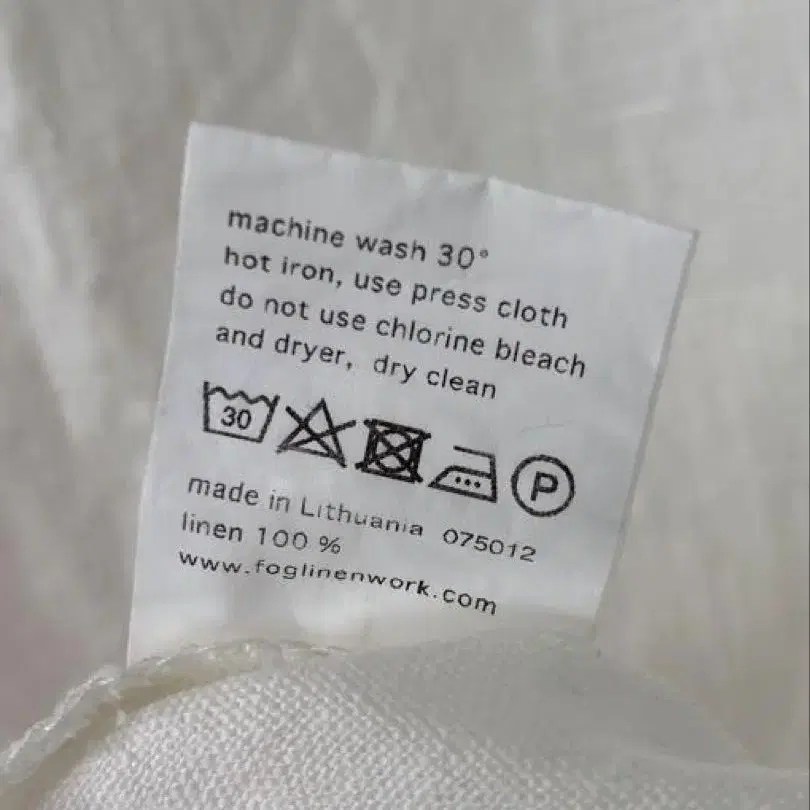 machine wash 30°
hot iron, use press cloth
do not use chlorine bleach
and dryer, dry clean
30 P
made in Lithuania 075012
linen 100 %
www.foglinenwork.com